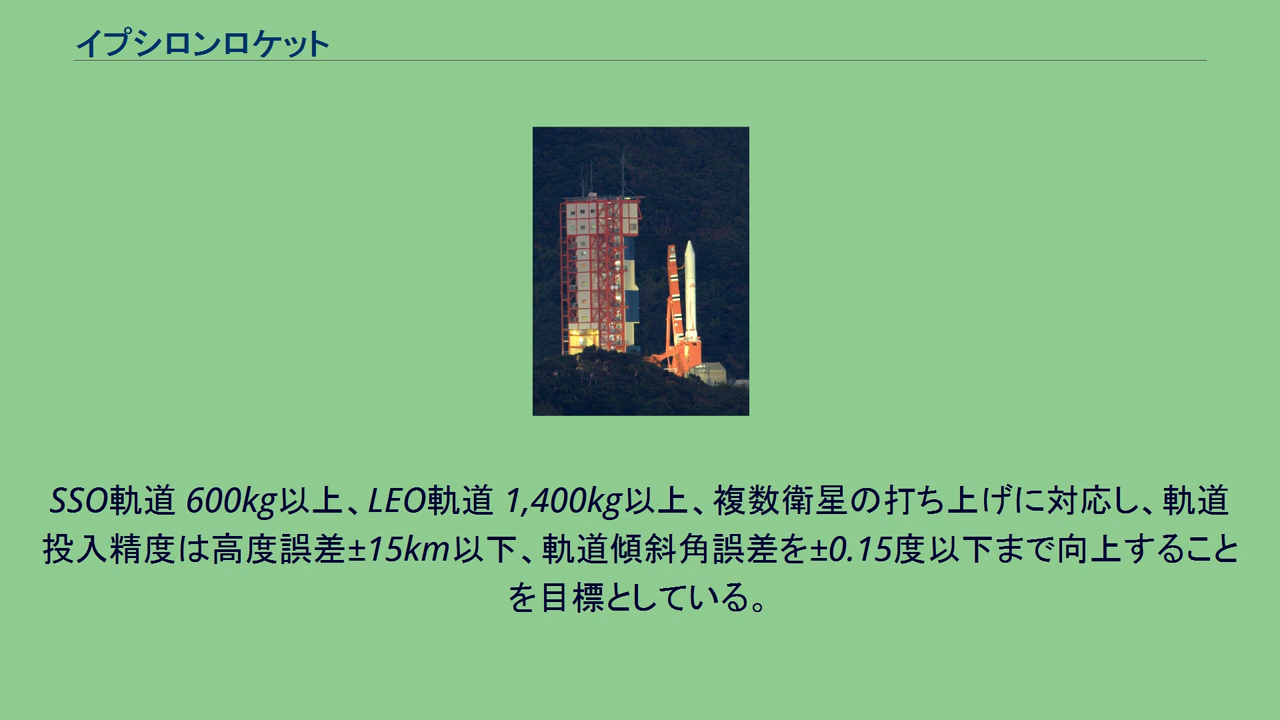 イプシロンロケット
SSO軌道 600kg以上、LEO軌道 1,400kg以上、複数衛星の打ち上げに対応し、軌道
投入精度は高度誤差±15km以下、軌道傾斜角誤差を±0.15度以下まで向上すること
を目標としている。